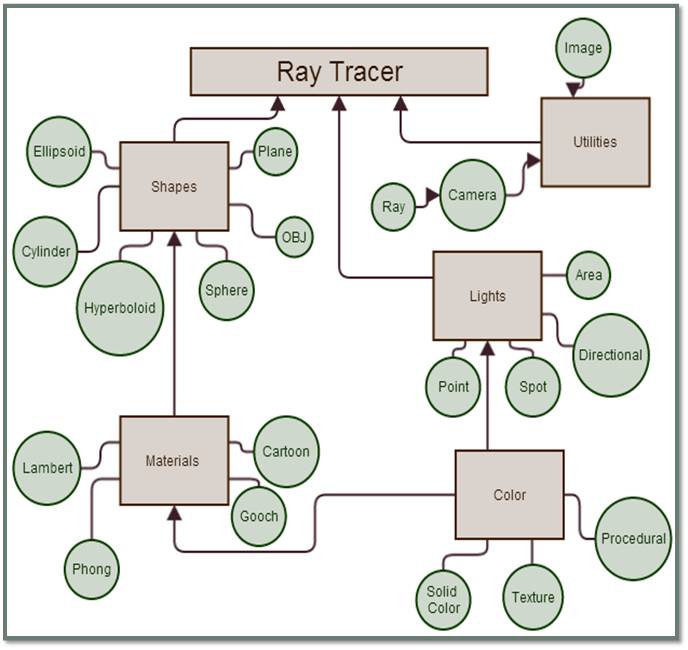 Image
Ray Tracer
Utilities
Ellipsoid
Plane
Shapes
Ray
Camera
Cylinder
OBJ
Hyperboloid
Sphere
Area
Lights
Directional
Point
Spot
Lambert
Materials
Cartoon
Gooch
Color
Procedural
Phong
Solid
Color
Texture